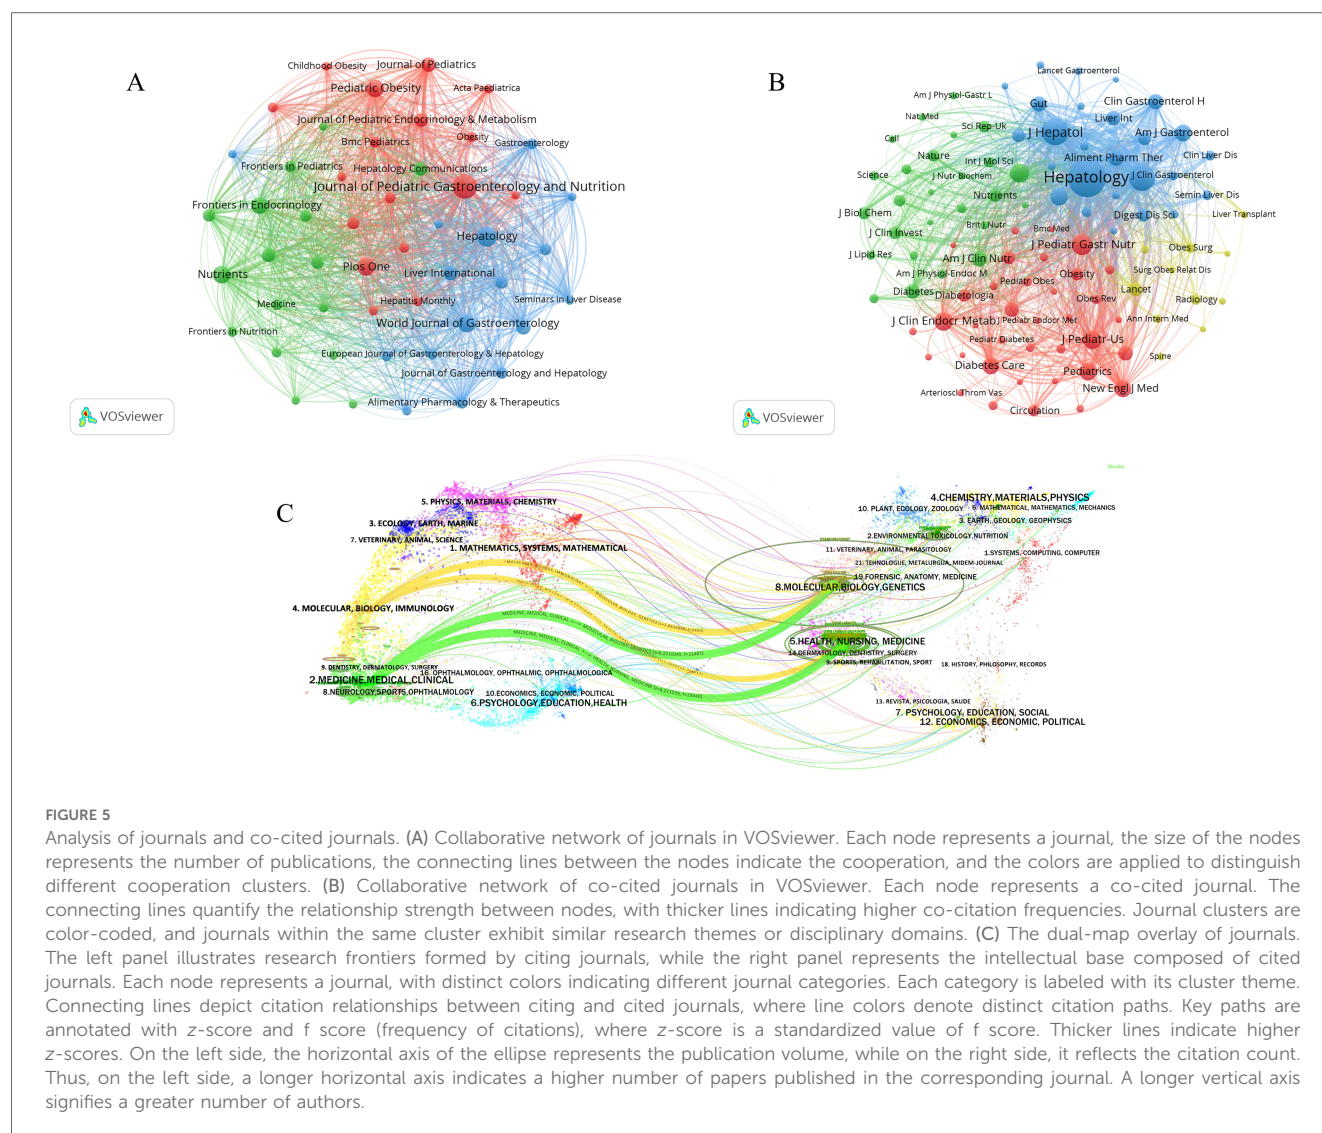 A
Childhood Obesity
Journal of Pediatrics
Pediatric Obesity
Acta Paediatrica
Journal of Pediatric Endocrinology & Metabolism
Obesity
Bmc Pediatrics
Gastroenterology
Frontiers in Pediatrics
Hepatology Communications
Journal of Pediatric Gastroenterology and Nutrition
Frontiers in Endocrinology
Hepatology
Plos One
Nutrients
Liver International
Medicine
Hepatitis Monthly
Seminars in Liver Disease
Frontiers in Nutrition
World Journal of Gastroenterology
European Journal of Gastroenterology & Hepatology
Journal of Gastroenterology and Hepatology
Alimentary Pharmacology & Therapeutics
VOSviewer
B
Lancet Gastroenterol
Am J Physiol-Gastr L
Gut
Clin Gastroenterol H
Nat Med
Liver Int
Sci Rep-Uk
J Hepatol
Am J Gastroenterol
Cell
Nature
Int J Mol Sci
Aliment Pharm Ther
Clin Liver Dis
Science
J Nutr Biochem
Hepatology
J Clin Gastroenterol
Nutrients
Semin Liver Dis
J Biol Chem
Digest Dis Sci
Liver Transplant
Brit J Nutr
Bmc Med
J Clin Invest
J Pediatr Gastr Nutr
Obes Surg
J Lipid Res
Am J Clin Nutr
Surg Obes Relat Dis
Am J Physiol-Endoc M
Pediatr Obes
Obesity
Lancet
Diabetes
Diabetologia
Obes Rev
Radiology
J Clin Endocr Metab
J Pediatr Endocr Met
Ann Intern Med
Pediatr Diabetes
J Pediatr-Us
Spine
Diabetes Care
Pediatrics
Arterioscl Throm Vas
New Engl J Med
Circulation
VOSviewer
C
5. PHYSICS, MATERIALS, CHEMISTRY
3. ECOLOGY, EARTH, MARINE
7. VETERINARY, ANIMAL, SCIENCE
1. MATHEMATICS, SYSTEMS, MATHEMATICAL
4. MOLECULAR, BIOLOGY, IMMUNOLOGY
9. DENTISTRY, DERMATOLOGY, SURGERY
16. OPHTHALMOLOGY, OPHTHALMIC, OPHTHALMOLOGICA
2.MEDICINE,MEDICAL,CLINICAL
8.NEUROLOGY,SPORTS,OPHTHALMOLOGY
10.ECONOMICS, ECONOMIC, POLITICAL
6.PSYCHOLOGY,EDUCATION,HEALTH
4.CHEMISTRY,MATERIALS,PHYSICS
10. PLANT, ECOLOGY, ZOOLOGY
6. MATHEMATICAL, MATHEMATICS, MECHANICS
3. EARTH, GEOLOGY, GEOPHYSICS
2.ENVIRONMENTAL,TOXICOLOGY,NUTRITION
11. VETERINARY, ANIMAL, PARASITOLOGY
1.SYSTEMS, COMPUTING, COMPUTER
21. TEHNOLOGIJE, METALURGIJA, MIDEM-JOURNAL
19.FORENSIC, ANATOMY, MEDICINE
8.MOLECULAR,BIOLOGY,GENETICS
5.HEALTH, NURSING, MEDICINE
14.DERMATOLOGY, DENTISTRY, SURGERY
9. SPORTS, REHABILITATION, SPORT
18. HISTORY, PHILOSOPHY, RECORDS
13. REVISTA, PSICOLOGIA, SAUDE
7. PSYCHOLOGY, EDUCATION, SOCIAL
12. ECONOMICS, ECONOMIC, POLITICAL
FIGURE 5
Analysis of journals and co-cited journals. (A) Collaborative network of journals in VOSviewer. Each node represents a journal, the size of the nodes
represents the number of publications, the connecting lines between the nodes indicate the cooperation, and the colors are applied to distinguish
different cooperation clusters. (B) Collaborative network of co-cited journals in VOSviewer. Each node represents a co-cited journal. The
connecting lines quantify the relationship strength between nodes, with thicker lines indicating higher co-citation frequencies. Journal clusters are
color-coded, and journals within the same cluster exhibit similar research themes or disciplinary domains. (C) The dual-map overlay of journals.
The left panel illustrates research frontiers formed by citing journals, while the right panel represents the intellectual base composed of cited
journals. Each node represents a journal, with distinct colors indicating different journal categories. Each category is labeled with its cluster theme.
Connecting lines depict citation relationships between citing and cited journals, where line colors denote distinct citation paths. Key paths are
annotated with z-score and f score (frequency of citations), where z-score is a standardized value of f score. Thicker lines indicate higher
z-scores. On the left side, the horizontal axis of the ellipse represents the publication volume, while on the right side, it reflects the citation count.
Thus, on the left side, a longer horizontal axis indicates a higher number of papers published in the corresponding journal. A longer vertical axis
signifies a greater number of authors.